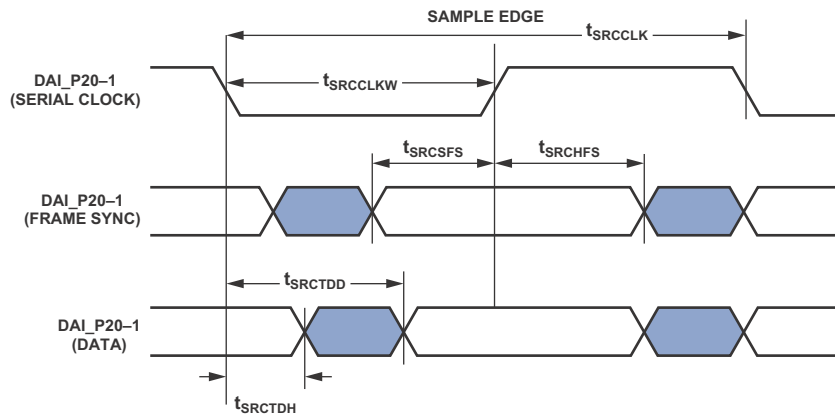 SAMPLE EDGE
tSRCCLK
DAI_P20–1
(SERIAL CLOCK)
tSRCCLKW
tSRCSFS
tSRCHFS
DAI_P20–1
(FRAME SYNC)
tSRCTDD
DAI_P20–1
(DATA)
tSRCTDH